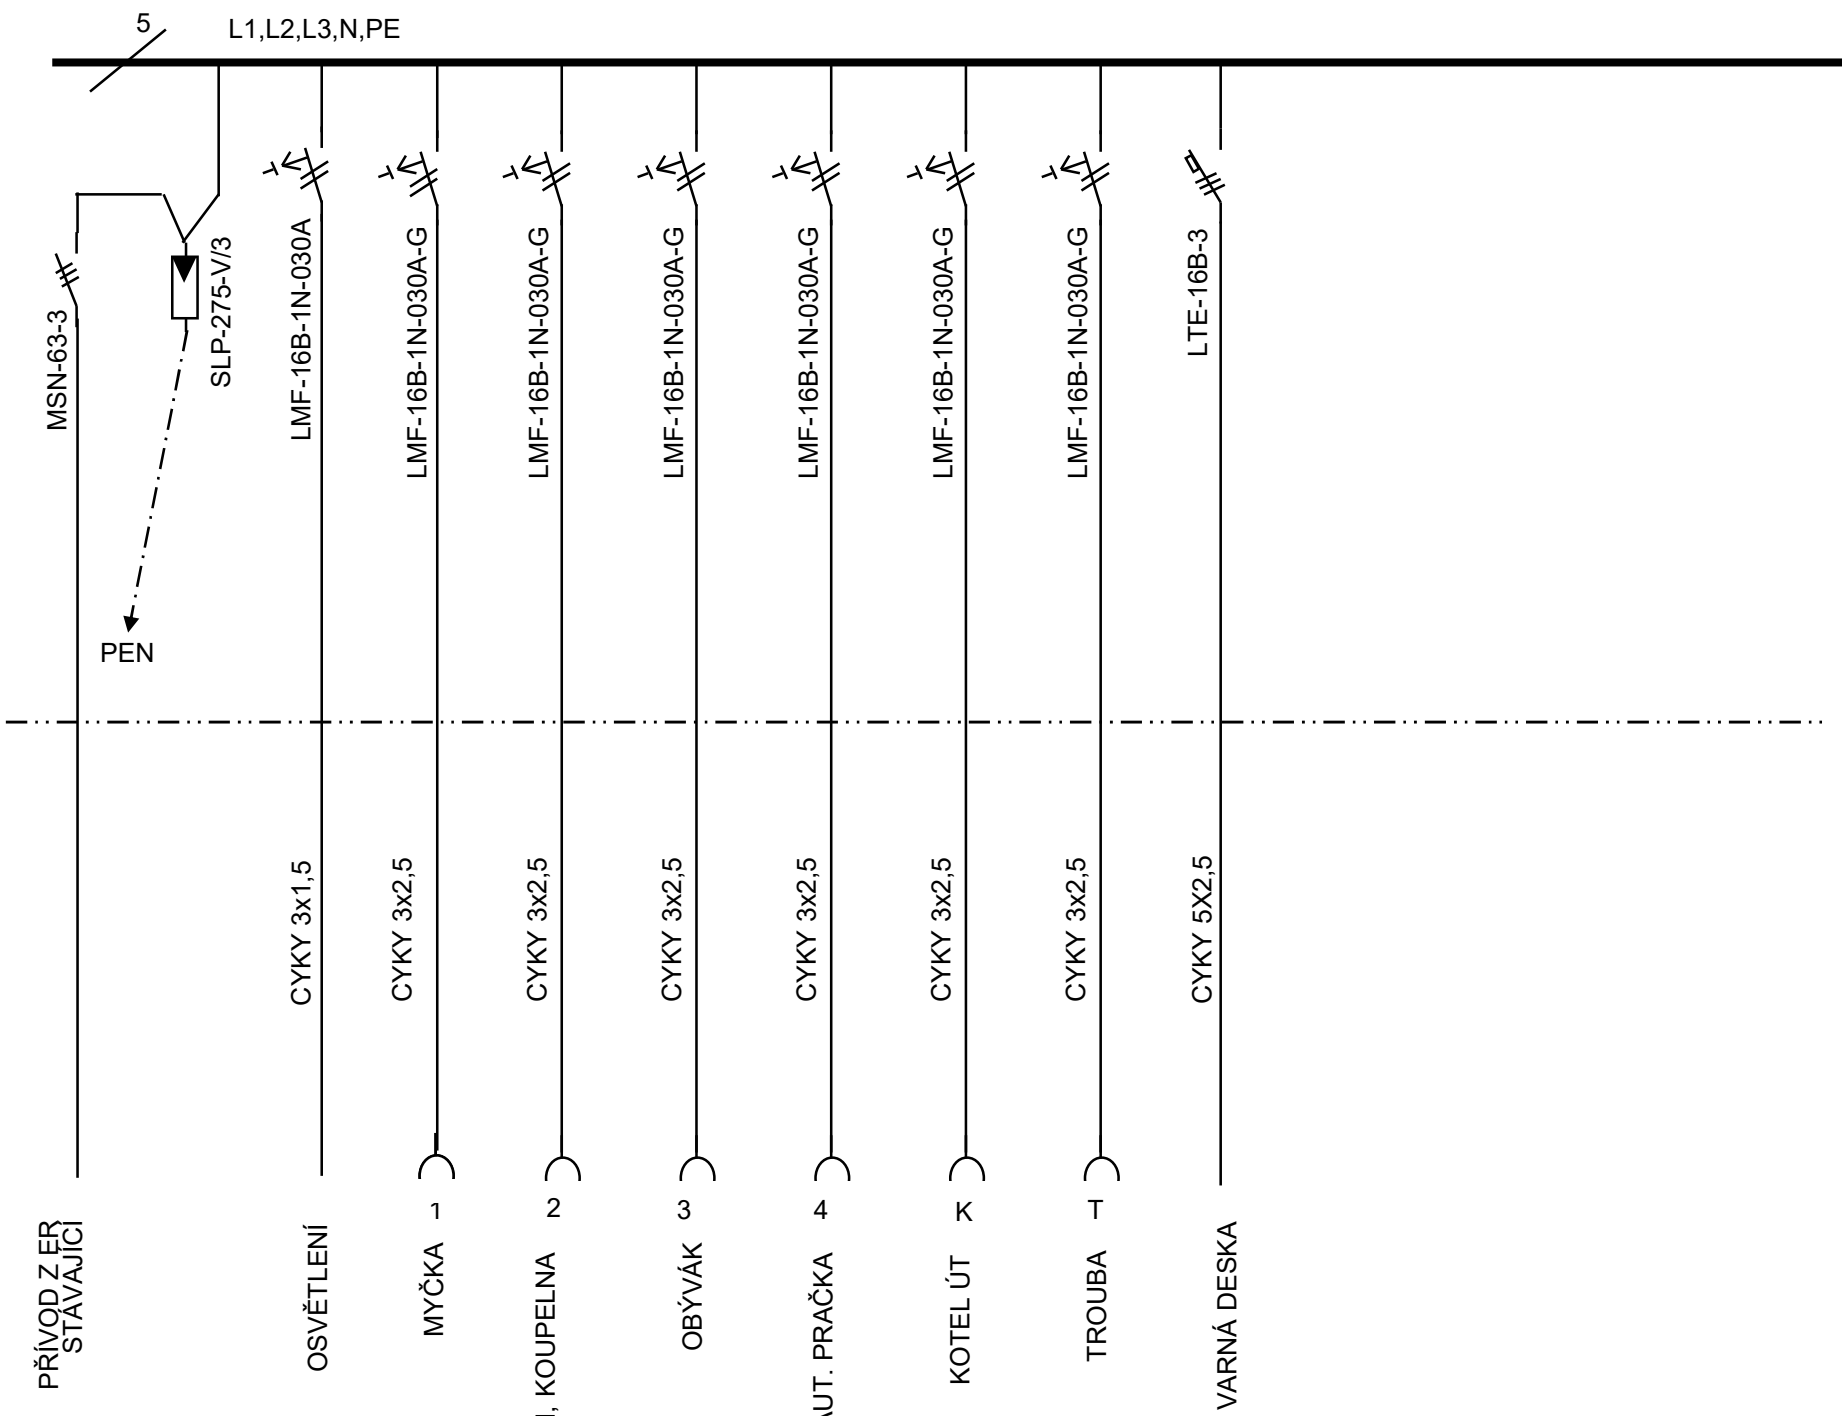 5
L1,L2,L3,N,PE
MSN-63-3
SLP-275-V/3
LMF-16B-1N-030A
LMF-16B-1N-030A-G
LMF-16B-1N-030A-G
LMF-16B-1N-030A-G
LMF-16B-1N-030A-G
LMF-16B-1N-030A-G
LMF-16B-1N-030A-G
LTE-16B-3
PEN
CYKY 3x1,5
CYKY 3x2,5
CYKY 3x2,5
CYKY 3x2,5
CYKY 3x2,5
CYKY 3x2,5
CYKY 3x2,5
CYKY 5X2,5
PŘÍVOD Z ER
STÁVAJÍCÍ
OSVĚTLENÍ
MYČKA 1
KOUPELNA 2
OBÝVÁK 3
AUT. PRAČKA 4
KOTEL ÚT K
TROUBA T
VARNÁ DESKA